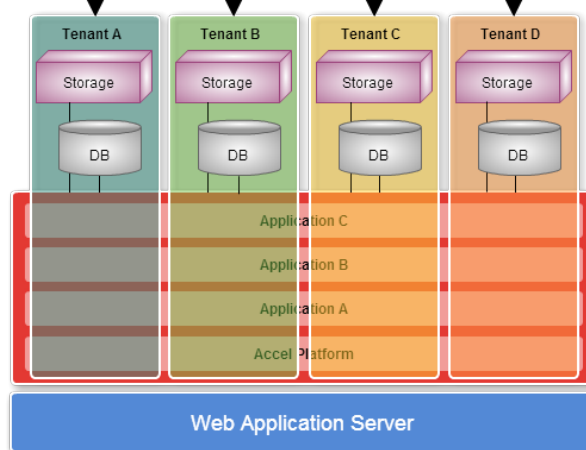 Tenant A Tenant B Tenant C Tenant D
Storage Storage Storage Storage
DB DB DB DB
Application C
Application B
Application A
Accel Platform
Web Application Server